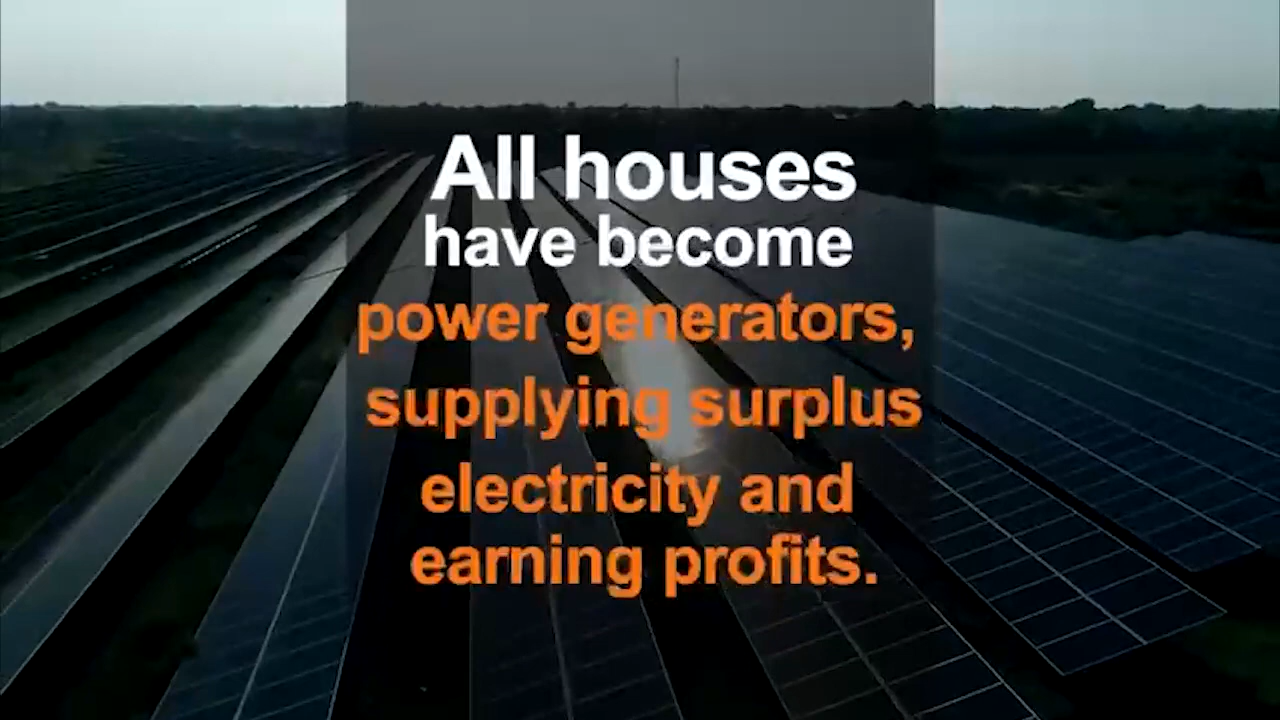 All houses
have become
power generators,
supplying surplus
electricity and
earning profits.